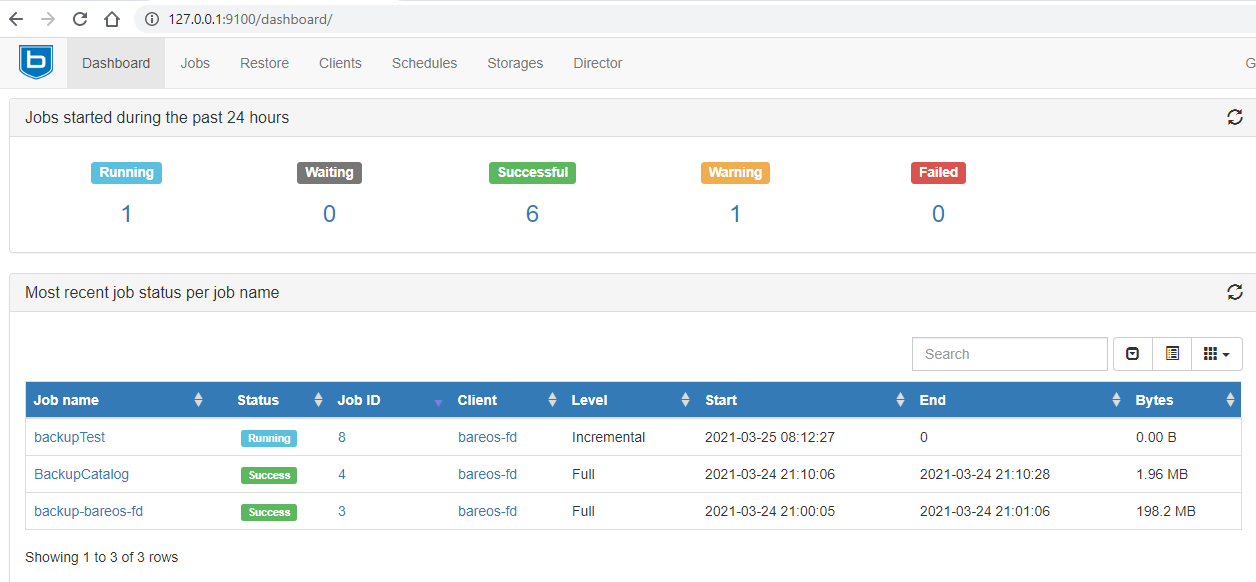 127.0.0.1:9100/dashboard/
b Dashboard Jobs Restore Clients Schedules Storages Director G
Jobs started during the past 24 hours
Running Waiting Successful Warning Failed
1 0 6 1 0
Most recent job status per job name
Search
Job name Status Job ID Client Level Start End Bytes
backupTest Running 8 bareos-fd Incremental 2021-03-25 08:12:27 0 0.00 B
BackupCatalog Success 4 bareos-fd Full 2021-03-24 21:10:06 2021-03-24 21:10:28 1.96 MB
backup-bareos-fd Success 3 bareos-fd Full 2021-03-24 21:00:05 2021-03-24 21:01:06 198.2 MB
Showing 1 to 3 of 3 rows